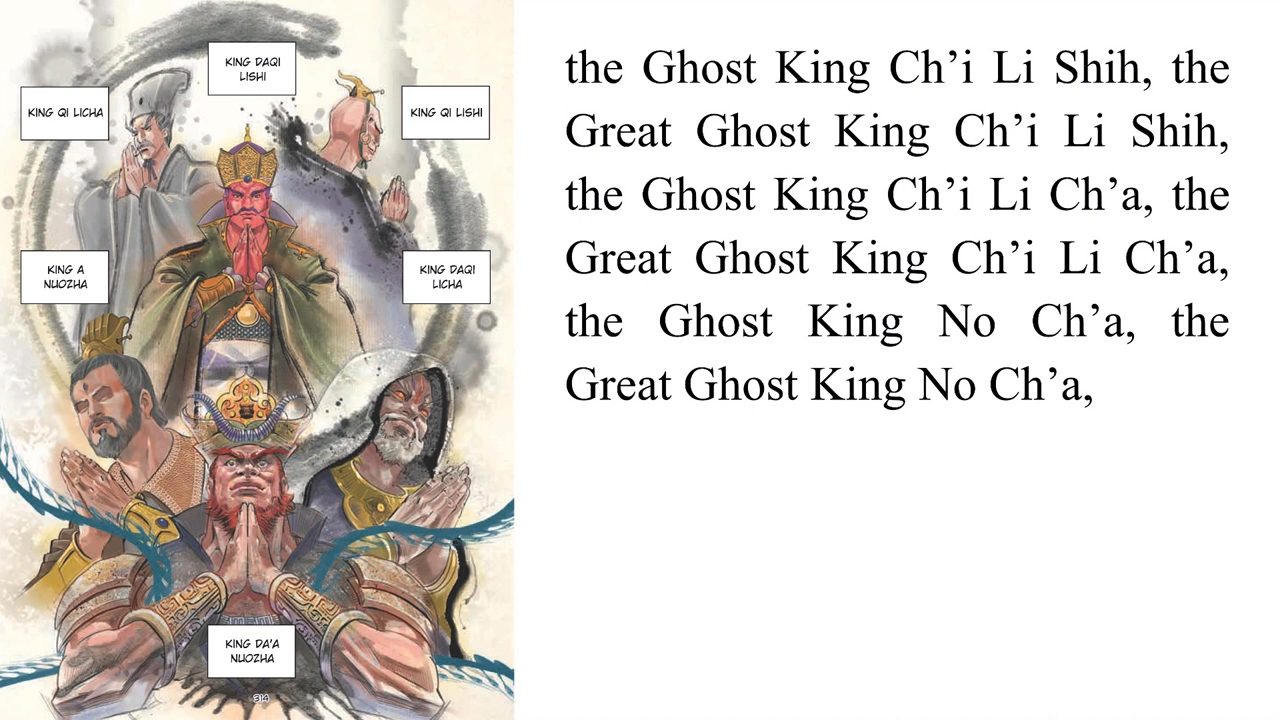 KING DAQI
LISHI
KING QI LICHA
KING QI LISHI
KING A
NUOZHA
KING DAQI
LICHA
KING DA'A
NUOZHA
314
the Ghost King Ch’i Li Shih, the
Great Ghost King Ch’i Li Shih,
the Ghost King Ch’i Li Ch’a, the
Great Ghost King Ch’i Li Ch’a,
the Ghost King No Ch’a, the
Great Ghost King No Ch’a,